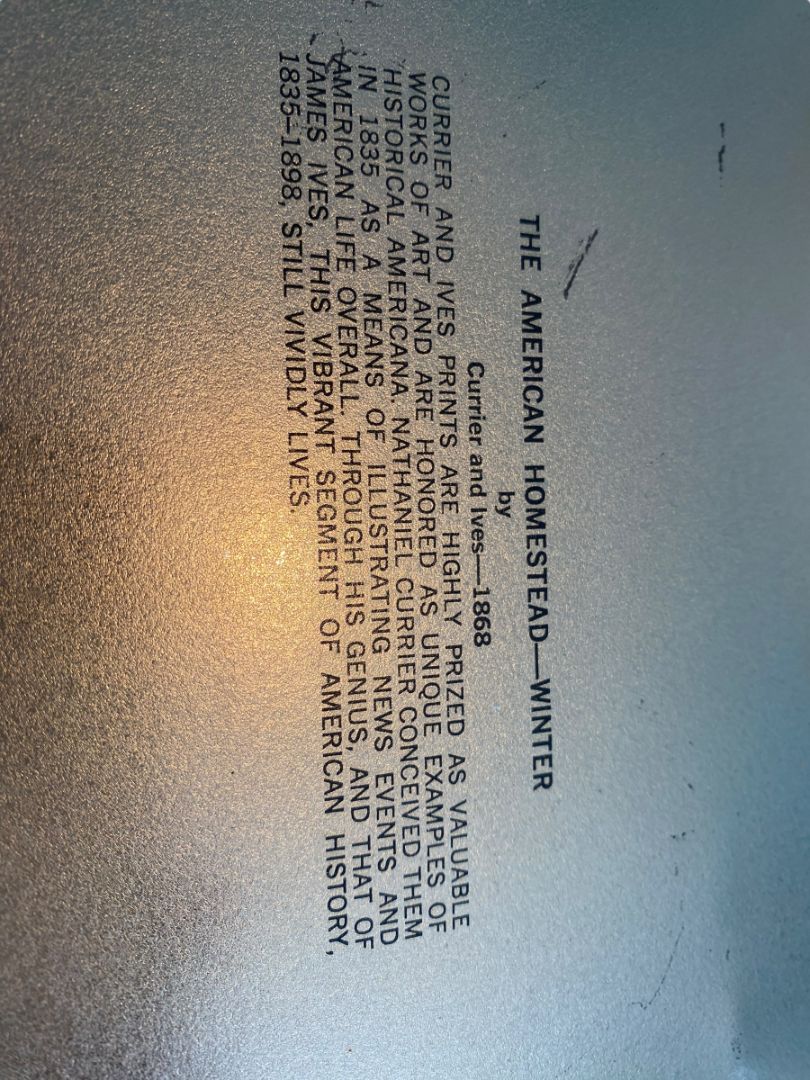 THE AMERICAN HOMESTEAD—WINTER
by
Currier and Ives—1868
CURRIER AND IVES PRINTS ARE HIGHLY PRIZED AS VALUABLE
WORKS OF ART AND ARE HONORED AS UNIQUE EXAMPLES OF
HISTORICAL AMERICANA. NATHANIEL CURRIER CONCEIVED THEM
IN 1835 AS A MEANS OF ILLUSTRATING NEWS EVENTS AND
AMERICAN LIFE OVERALL. THROUGH HIS GENIUS, AND THAT OF
JAMES IVES, THIS VIBRANT SEGMENT OF AMERICAN HISTORY,
1835–1898, STILL VIVIDLY LIVES.